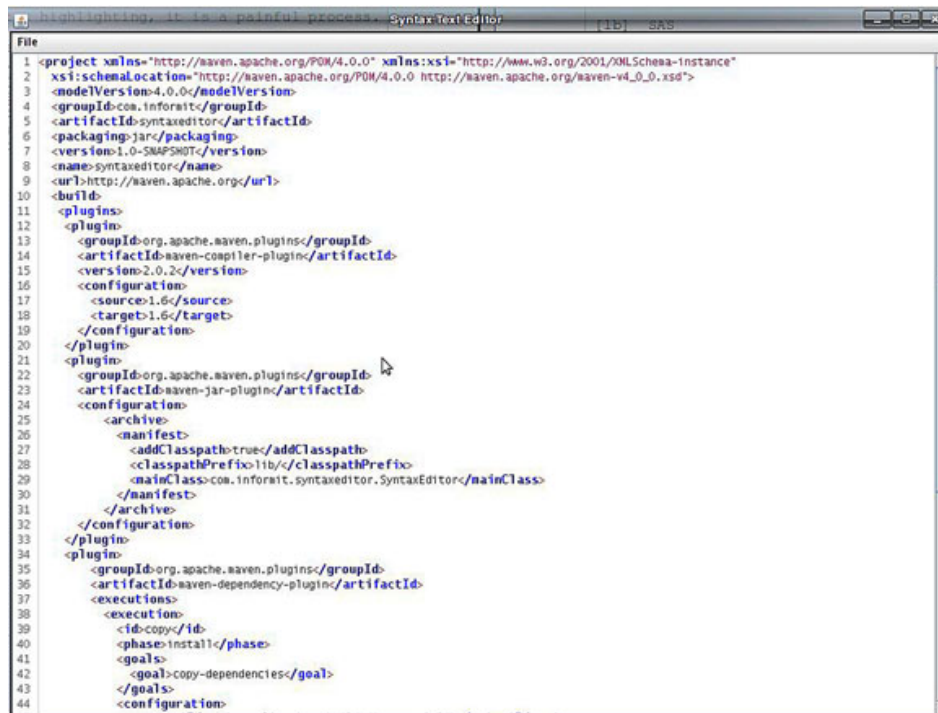 highlighting, it is a painful process.
Syntax Text Editor
[lb] SAS
File
1 <project xmlns="http://maven.apache.org/POM/4.0.0" xmlns:xsi="http://www.w3.org/2001/XMLSchema-instance"
2 xsi:schemaLocation="http://maven.apache.org/POM/4.0.0 http://maven.apache.org/maven-v4_0_0.xsd">
3 <modelVersion>4.0.0</modelVersion>
4 <groupId>com.informit</groupId>
5 <artifactId>syntaxeditor</artifactId>
6 <packaging>jar</packaging>
7 <version>1.0-SNAPSHOT</version>
8 <name>syntaxeditor</name>
9 <url>http://maven.apache.org</url>
10 <build>
11 <plugins>
12 <plugin>
13 <groupId>org.apache.maven.plugins</groupId>
14 <artifactId>maven-compiler-plugin</artifactId>
15 <version>2.0.2</version>
16 <configuration>
17 <source>1.6</source>
18 <target>1.6</target>
19 </configuration>
20 </plugin>
21 <plugin>
22 <groupId>org.apache.maven.plugins</groupId>
23 <artifactId>maven-jar-plugin</artifactId>
24 <configuration>
25 <archive>
26 <manifest>
27 <addClasspath>true</addClasspath>
28 <classpathPrefix>lib/</classpathPrefix>
29 <mainClass>com.informit.syntaxeditor.SyntaxEditor</mainClass>
30 </manifest>
31 </archive>
32 </configuration>
33 </plugin>
34 <plugin>
35 <groupId>org.apache.maven.plugins</groupId>
36 <artifactId>maven-dependency-plugin</artifactId>
37 <executions>
38 <execution>
39 <id>copy</id>
40 <phase>install</phase>
41 <goals>
42 <goal>copy-dependencies</goal>
43 </goals>
44 <configuration>